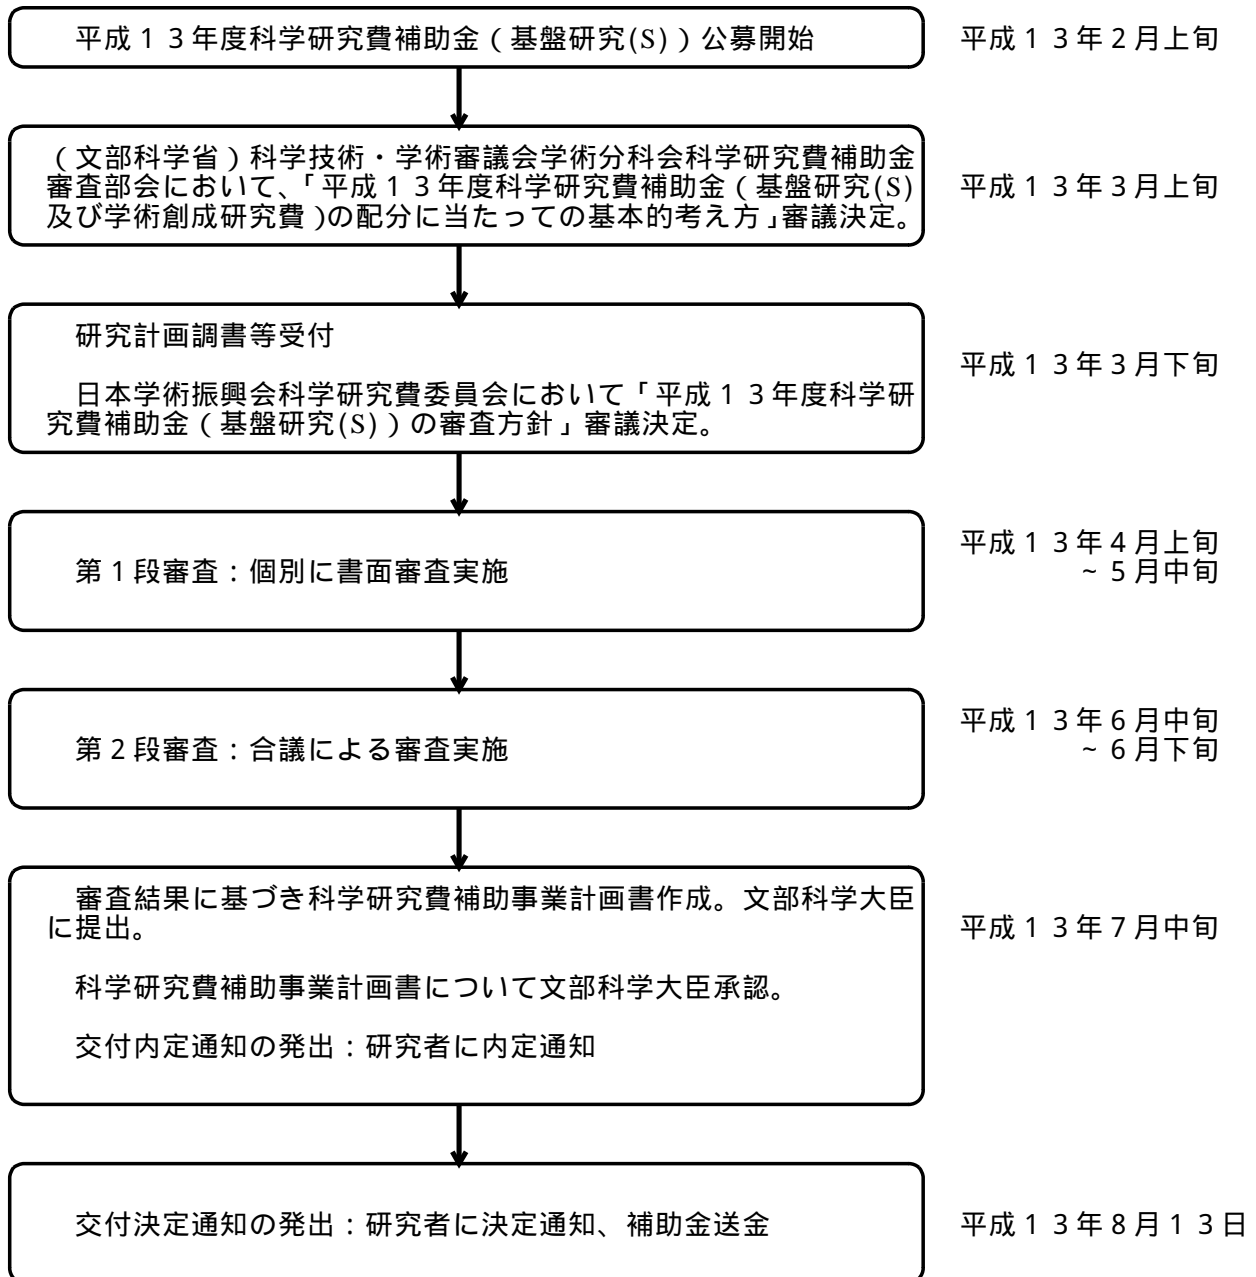 平成１３年度科学研究費補助金（基盤研究(S)）公募開始
平成１３年２月上旬
（文部科学省）科学技術・学術審議会学術分科会科学研究費補助金
審査部会において、「平成１３年度科学研究費補助金（基盤研究(S)
及び学術創成研究費）の配分に当たっての基本的考え方」審議決定。
平成１３年３月上旬
研究計画調書等受付
日本学術振興会科学研究費委員会において「平成１３年度科学研
究費補助金（基盤研究(S)）の審査方針」審議決定。
平成１３年３月下旬
第１段審査：個別に書面審査実施
平成１３年４月上旬
～５月中旬
第２段審査：合議による審査実施
平成１３年６月中旬
～６月下旬
審査結果に基づき科学研究費補助事業計画書作成。文部科学大臣
に提出。
科学研究費補助事業計画書について文部科学大臣承認。
交付内定通知の発出：研究者に内定通知
平成１３年７月中旬
交付決定通知の発出：研究者に決定通知、補助金送金
平成１３年８月１３日